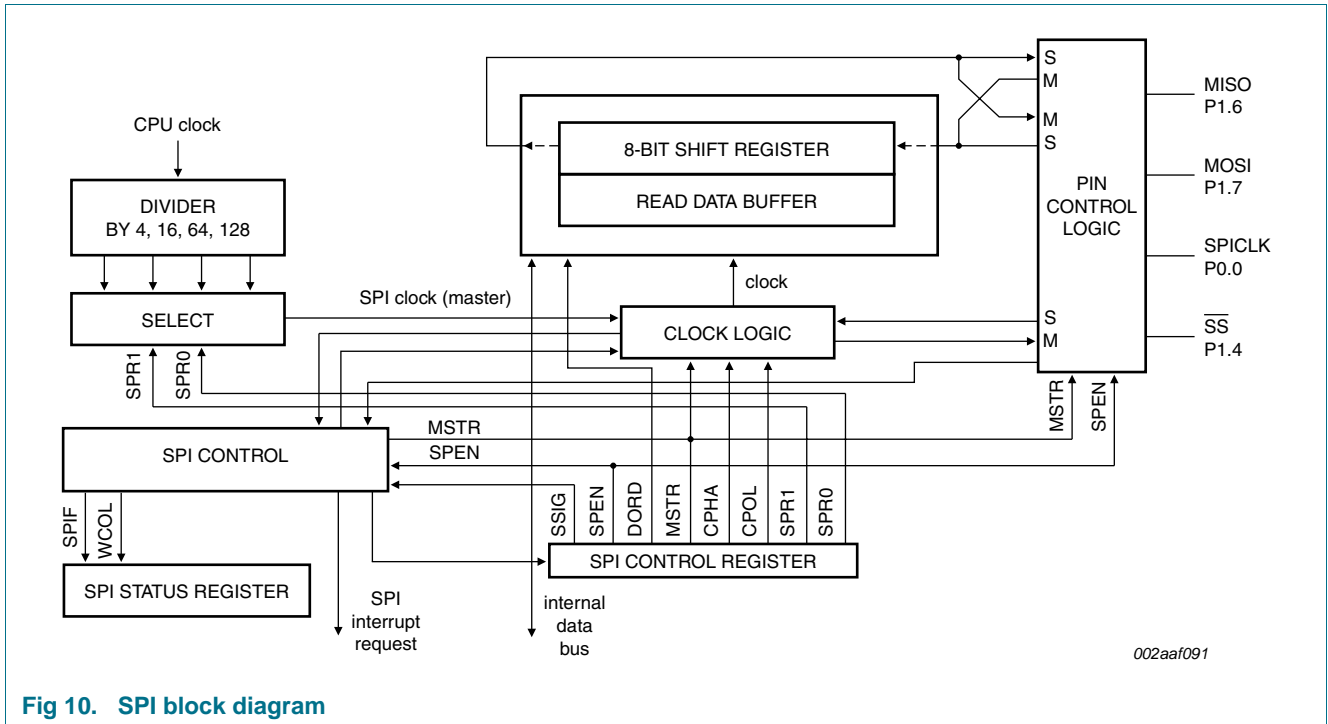 CPU clock
DIVIDER
BY 4, 16, 64, 128
SELECT
SPR1
SPR0
SPI clock (master)
8-BIT SHIFT REGISTER
READ DATA BUFFER
clock
CLOCK LOGIC
S
M
M
S
PIN
CONTROL
LOGIC
S
M
MISO
P1.6
MOSI
P1.7
SPICLK
P0.0
SS
P1.4
MSTR
SPEN
SPI CONTROL
MSTR
SPEN
SPIF
WCOL
SPI STATUS REGISTER
SPI
interrupt
request
SSIG
SPEN
DORD
MSTR
CPHA
CPOL
SPR1
SPR0
SPI CONTROL REGISTER
internal
data
bus
002aaf091
Fig 10. SPI block diagram